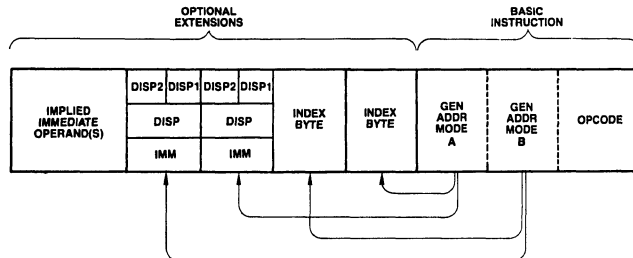 OPTIONAL
EXTENSIONS
BASIC
INSTRUCTION
IMPLIED
IMMEDIATE
OPERAND(S)
DISP2 DISP1 DISP2 DISP1
DISP DISP
IMM IMM
INDEX
BYTE
INDEX
BYTE
GEN
ADDR
MODE
A
GEN
ADDR
MODE
B
OPCODE